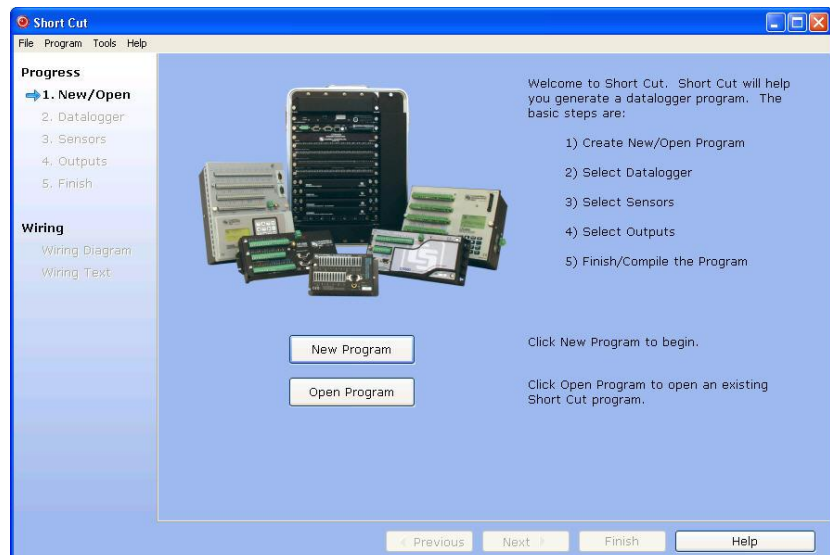 Short Cut
File Program Tools Help
Progress
1. New/Open
2. Datalogger
3. Sensors
4. Outputs
5. Finish
Wiring
Wiring Diagram
Wiring Text
Welcome to Short Cut. Short Cut will help
you generate a datalogger program. The
basic steps are:
1) Create New/Open Program
2) Select Datalogger
3) Select Sensors
4) Select Outputs
5) Finish/Compile the Program
New Program
Click New Program to begin.
Open Program
Click Open Program to open an existing
Short Cut program.
< Previous
Next >
Finish
Help